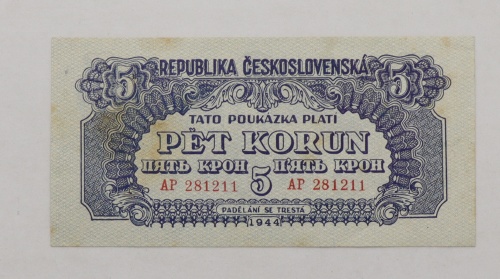 5 REPUBLIKA ČESKOSLOVENSKÁ 5
TATO POUKÁZKA PLATÍ
PĚT KORUN
ПЯТЬ КРОН П'ЯТЬ КРОН
AP 281211 5 AP 281211
PADĚLÁNÍ SE TRESTÁ
1944